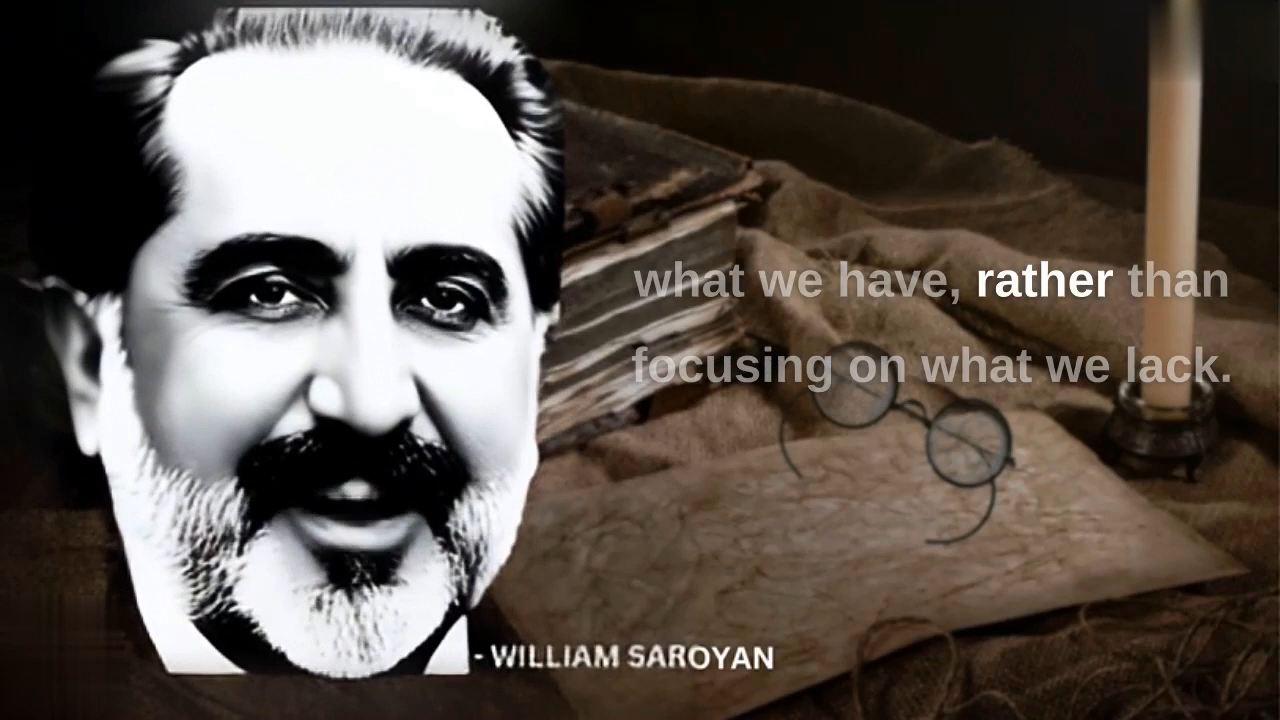 what we have, rather than
focusing on what we lack.
- WILLIAM SAROYAN